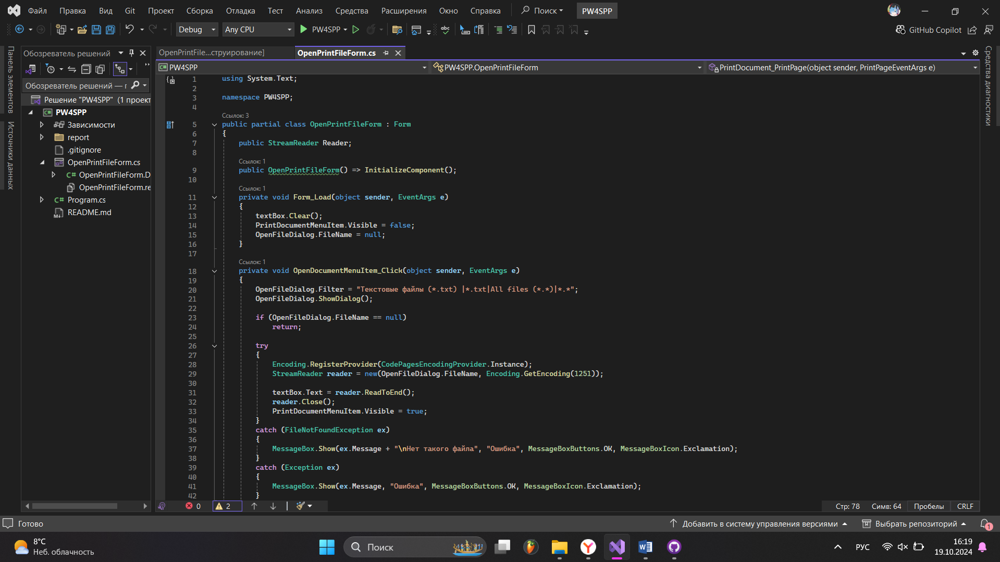 Файл Правка Вид Git Проект Сборка Отладка Тест Анализ Средства Расширения Окно Справка Поиск PW4SPP
Debug Any CPU PW4SPP abc GitHub Copilot
Панель элементов
Источники данных
Обозреватель решений
Обозреватель решений — г
Решение "PW4SPP" (1 проект
PW4SPP
Зависимости
report
.gitignore
OpenPrintFileForm.cs
C# OpenPrintFileForm.D
OpenPrintFileForm.re
C# Program.cs
README.md
OpenPrintFile...струирование] OpenPrintFileForm.cs
C# PW4SPP PW4SPP.OpenPrintFileForm PrintDocument_PrintPage(object sender, PrintPageEventArgs e)
1 using System.Text;
2
3 namespace PW4SPP;
4
Ссылок: 3
5 public partial class OpenPrintFileForm : Form
6 {
7 public StreamReader Reader;
8
Ссылок: 1
9 public OpenPrintFileForm() => InitializeComponent();
10
Ссылок: 1
11 private void Form_Load(object sender, EventArgs e)
12 {
13 textBox.Clear();
14 PrintDocumentMenuItem.Visible = false;
15 OpenFileDialog.FileName = null;
16 }
17
Ссылок: 1
18 private void OpenDocumentMenuItem_Click(object sender, EventArgs e)
19 {
20 OpenFileDialog.Filter = "Текстовые файлы (*.txt) |*.txt|All files (*.*)|*.*";
21 OpenFileDialog.ShowDialog();
22
23 if (OpenFileDialog.FileName == null)
24 return;
25
26 try
27 {
28 Encoding.RegisterProvider(CodePagesEncodingProvider.Instance);
29 StreamReader reader = new(OpenFileDialog.FileName, Encoding.GetEncoding(1251));
30
31 textBox.Text = reader.ReadToEnd();
32 reader.Close();
33 PrintDocumentMenuItem.Visible = true;
34 }
35 catch (FileNotFoundException ex)
36 {
37 MessageBox.Show(ex.Message + "\nНет такого файла", "Ошибка", MessageBoxButtons.OK, MessageBoxIcon.Exclamation);
38 }
39 catch (Exception ex)
40 {
41 MessageBox.Show(ex.Message, "Ошибка", MessageBoxButtons.OK, MessageBoxIcon.Exclamation);
42 }
0 2 Стр: 78 Симв: 64 Пробелы CRLF
Средства диагностики
Готово Добавить в систему управления версиями Выбрать репозиторий 1
8°C
Неб. облачность
Поиск
РУС
16:19
19.10.2024